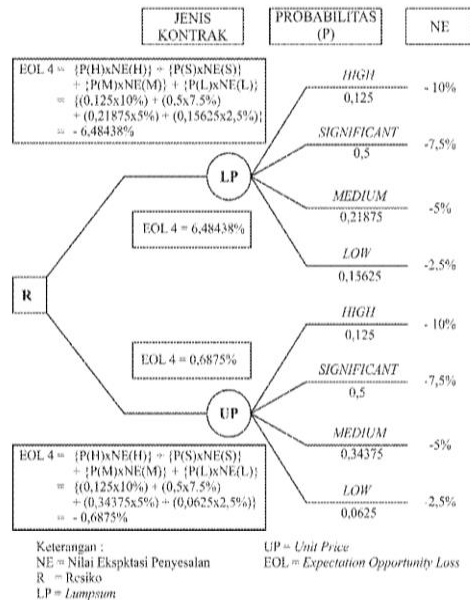 JENIS
KONTRAK
PROBABILITAS
(P)
NE
EOL 4 = {P(H)xNE(H)} + {P(S)xNE(S)}
+ {P(M)xNE(M)} + {P(L)xNE(L)}
= {(0,125x10%) + (0,5x7.5%)
+ (0,21875x5%) + (0,15625x2,5%)}
= - 6,48438%
LP
EOL 4 = 6,48438%
HIGH
0,125
- 10%
SIGNIFICANT
0,5
-7,5%
MEDIUM
0,21875
-5%
LOW
0,15625
-2.5%
R
EOL 4 = 0,6875%
UP
HIGH
0,125
- 10%
SIGNIFICANT
0,5
-7,5%
MEDIUM
0,34375
-5%
LOW
0,0625
-2,5%
EOL 4 = {P(H)xNE(H)} + {P(S)xNE(S)}
+ {P(M)xNE(M)} + {P(L)xNE(L)}
= {(0,125x10%) + (0,5x7.5%)
+ (0,34375x5%) + (0,0625x2,5%)}
= - 0,6875%
Keterangan :
NE = Nilai Ekspktasi Penyesalan
R = Resiko
LP = Lumpsum
UP = Unit Price
EOL = Expectation Opportunity Loss